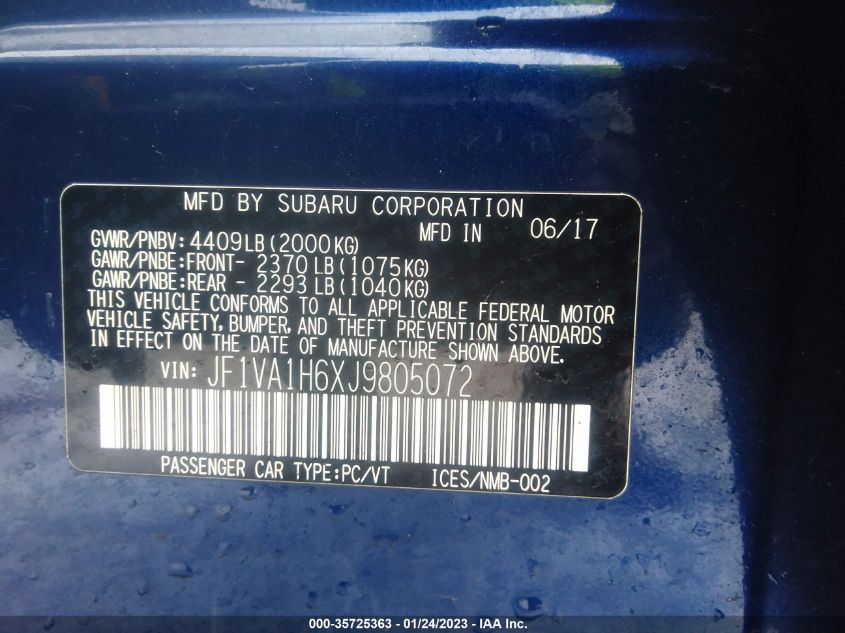 MFD BY SUBARU CORPORATION
GVWR/PNBV: 4409LB (2000KG) MFD IN 06/17
GAWR/PNBE: FRONT- 2370 LB (1075KG)
GAWR/PNBE: REAR - 2293 LB (1040KG)
THIS VEHICLE CONFORMS TO ALL APPLICABLE FEDERAL MOTOR
VEHICLE SAFETY, BUMPER, AND THEFT PREVENTION STANDARDS
IN EFFECT ON THE DATE OF MANUFACTURE SHOWN ABOVE.
VIN: JF1VA1H6XJ9805072
PASSENGER CAR TYPE:PC/VT ICES/NMB-002
000-35725363 - 01/24/2023 - IAA Inc.